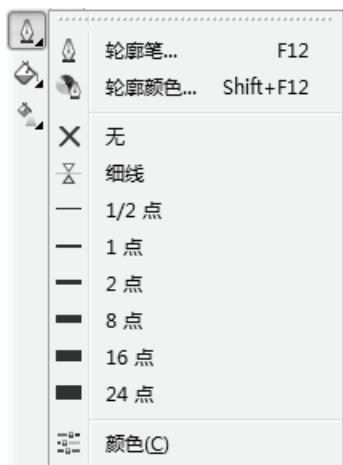 轮廓笔... F12
轮廓颜色... Shift+F12
无
细线
1/2 点
1 点
2 点
8 点
16 点
24 点
颜色(C)